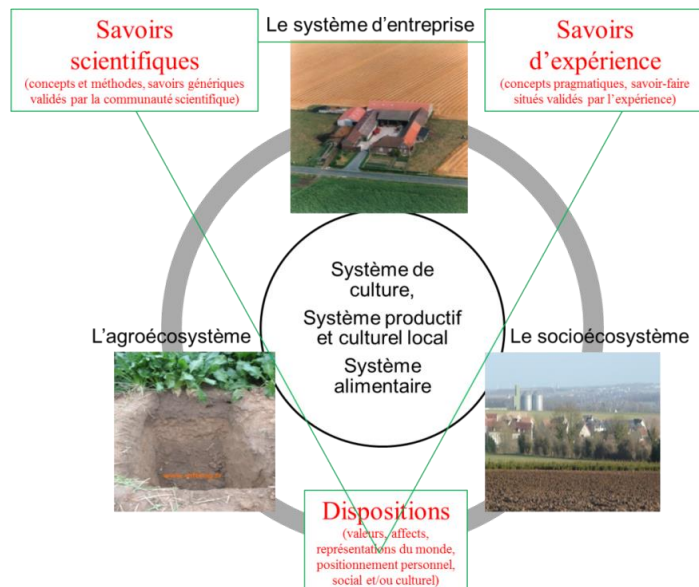 Savoirs
scientifiques
(concepts et méthodes, savoirs génériques
validés par la communauté scientifique)
Le système d'entreprise
Savoirs
d'expérience
(concepts pragmatiques, savoir-faire
situés validés par l'expérience)
Système de
culture,
Système productif
et culturel local
Système
alimentaire
L'agroécosystème
Le socioécosystème
Dispositions
(valeurs, affects,
représentations du monde,
positionnement personnel,
social et/ou culturel)